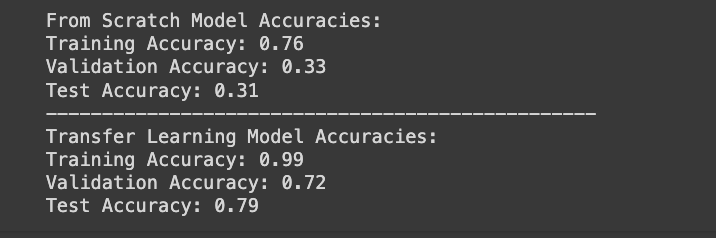 From Scratch Model Accuracies:
Training Accuracy: 0.76
Validation Accuracy: 0.33
Test Accuracy: 0.31
-------------------------------------------------
Transfer Learning Model Accuracies:
Training Accuracy: 0.99
Validation Accuracy: 0.72
Test Accuracy: 0.79